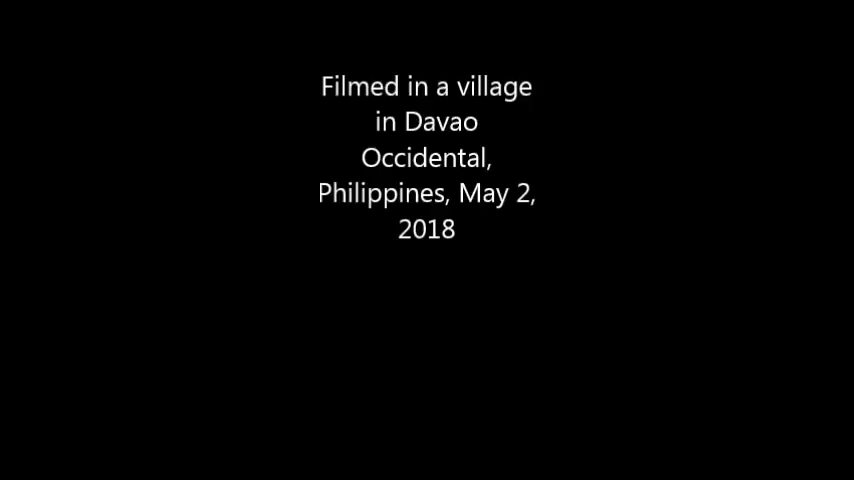 Filmed in a village
in Davao
Occidental,
Philippines, May 2,
2018